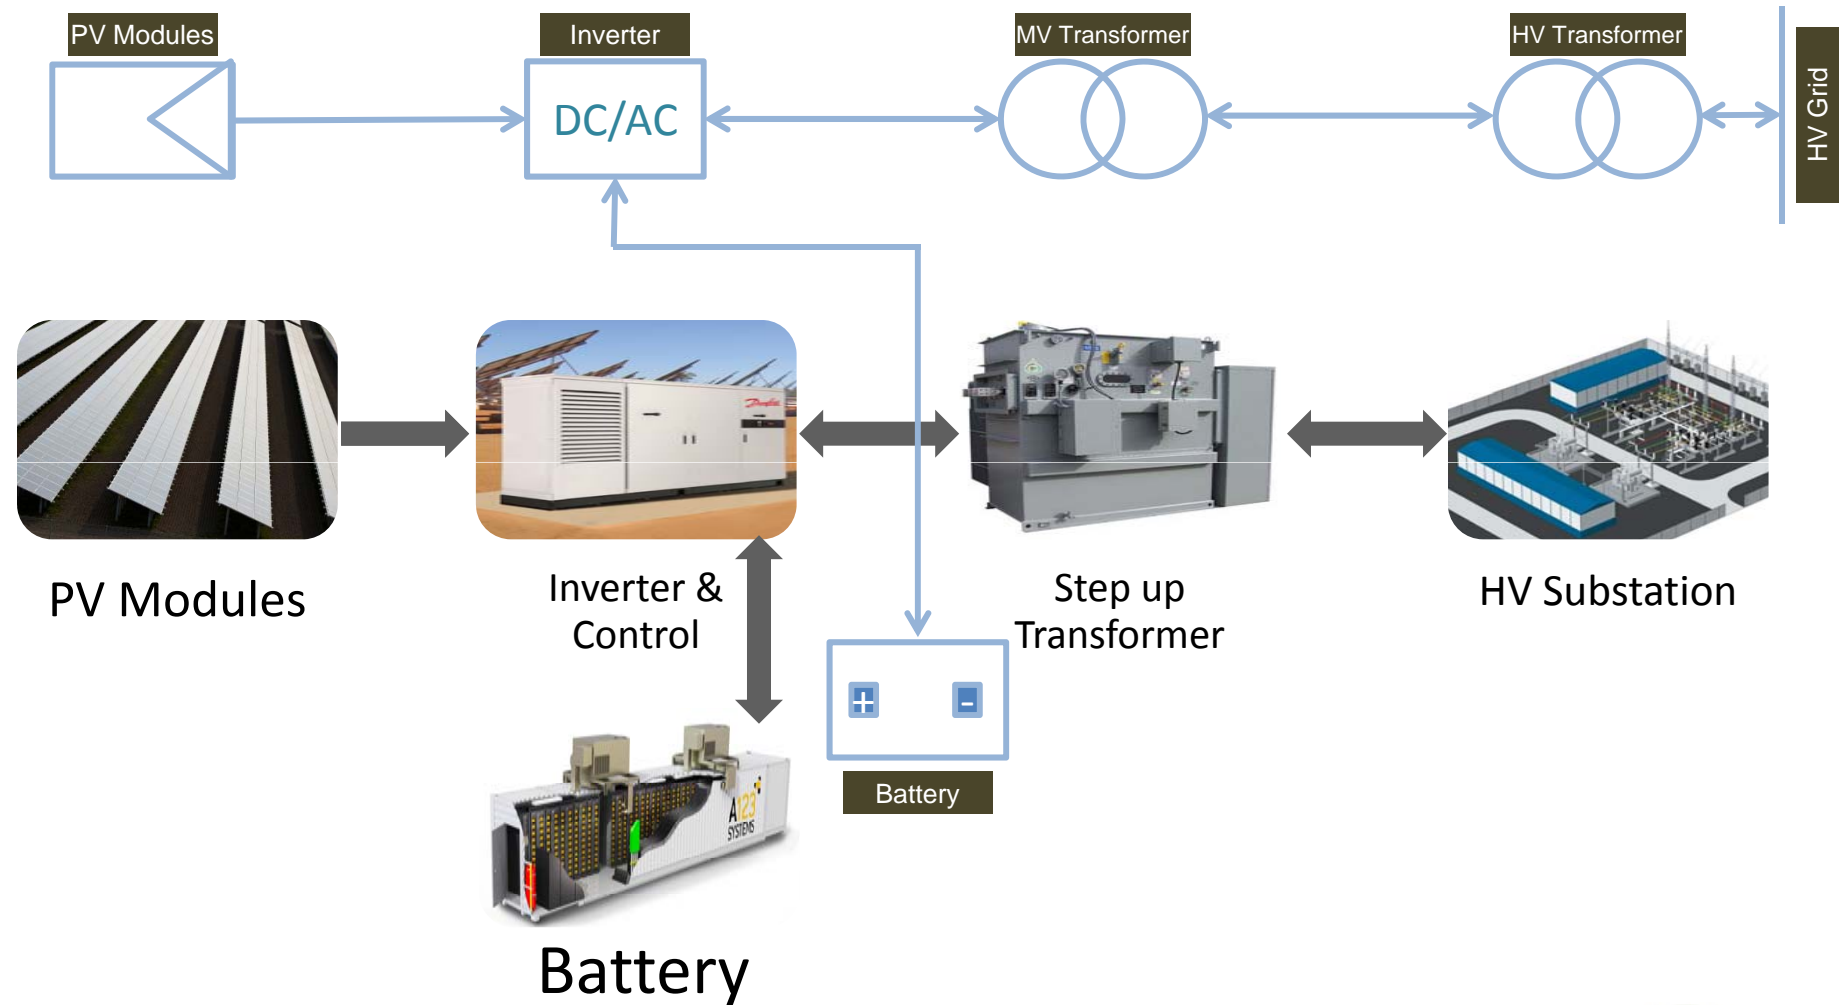 PV Modules
Inverter
MV Transformer
HV Transformer
HV Grid
DC/AC
Danfoss
PV Modules
Inverter &
Control
Step up
Transformer
HV Substation
+
-
Battery
A123
SYSTEMS
Battery